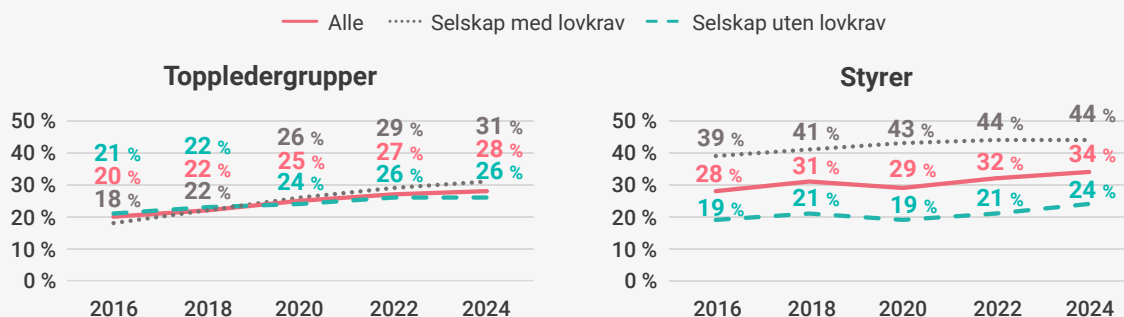 Alle Selskap med lovkrav Selskap uten lovkrav
Toppledergrupper
50 %
40 %
30 %
20 %
10 %
0 %
21 % 22 % 26 % 29 % 31 %
20 % 22 % 25 % 27 % 28 %
18 % 22 % 24 % 26 % 26 %
2016 2018 2020 2022 2024
Styrer
50 %
40 %
30 %
20 %
10 %
0 %
39 % 41 % 43 % 44 % 44 %
28 % 31 % 29 % 32 % 34 %
19 % 21 % 19 % 21 % 24 %
2016 2018 2020 2022 2024